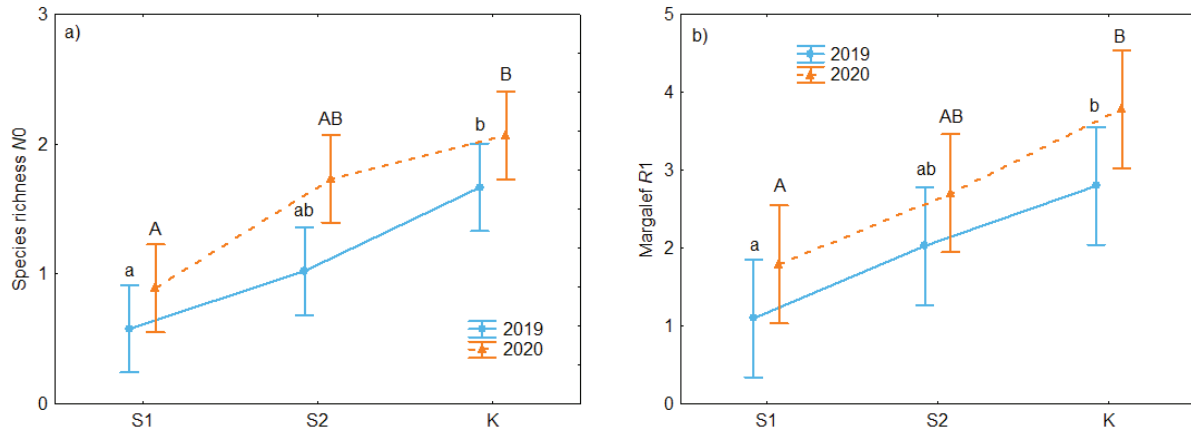 a)
Species richness N0
3
2
1
0
a
A
ab
AB
b
B
2019
2020
S1
S2
K
b)
Margalef R1
5
4
3
2
1
0
2019
2020
a
A
ab
AB
b
B
S1
S2
K